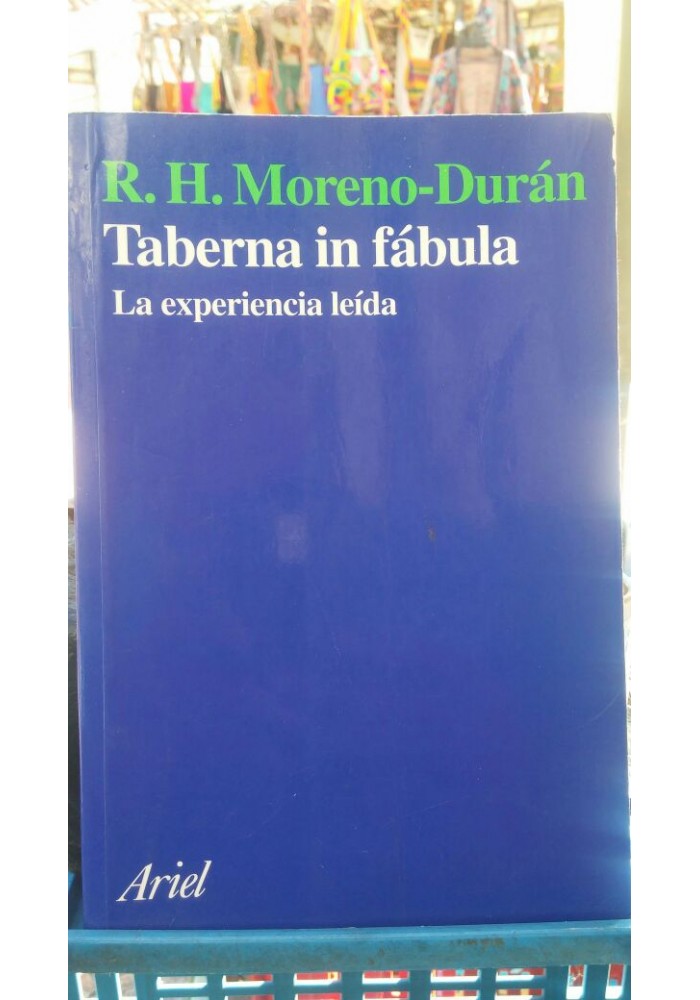 R. H. Moreno-Durán
Taberna in fábula
La experiencia leída
Ariel